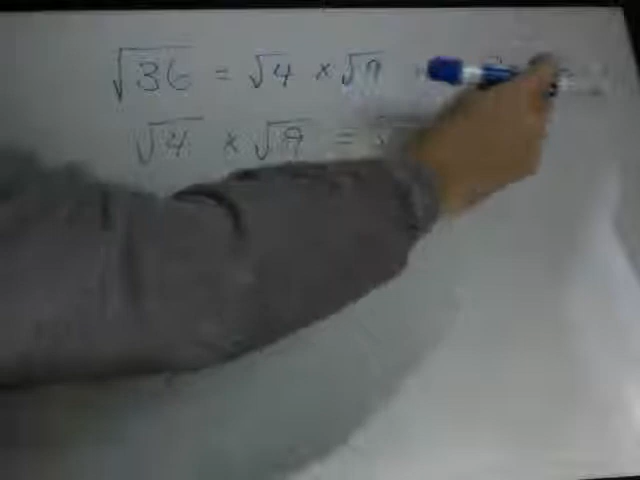 √36 = √4 × √9
√4 × √9 = √